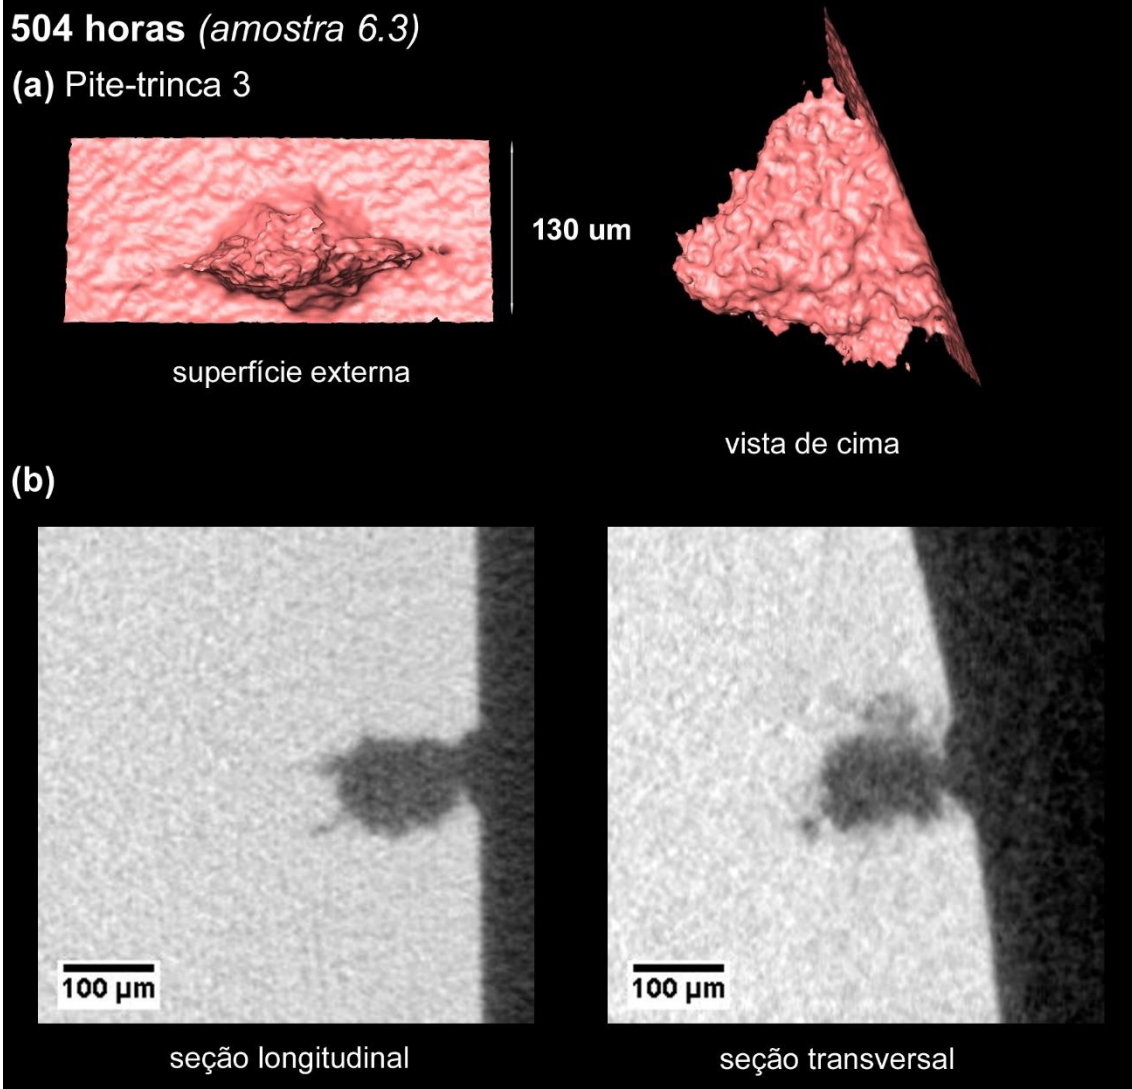 504 horas (amostra 6.3)
(a) Pite-trinca 3
130 um
superfície externa
vista de cima
(b)
100 µm
100 µm
seção longitudinal
seção transversal